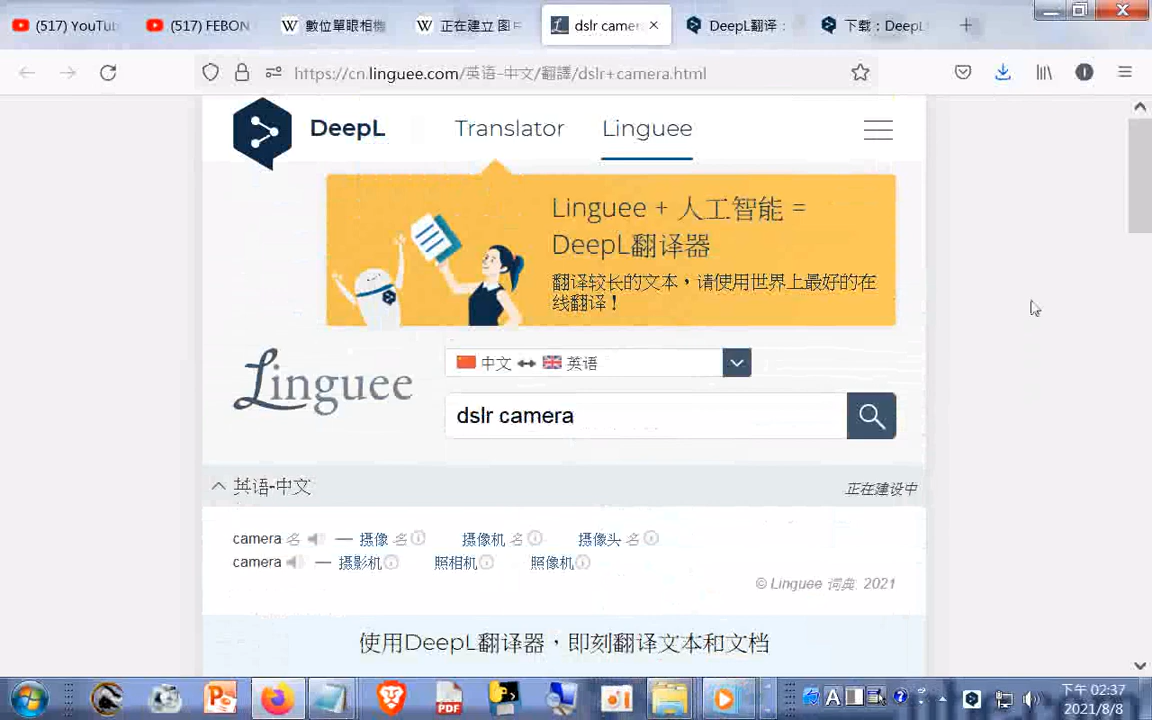 (517) YouTub
(517) FEBON
數位單眼相機
正在建立 图片
dslr camer
DeepL翻译：
下载：DeepL
https://cn.linguee.com/英语-中文/翻譯/dslr+camera.html
DeepL
Translator
Linguee
Linguee + 人工智能 =
DeepL翻译器
翻译较长的文本，请使用世界上最好的在
线翻译！
Linguee
中文 ↔ 英语
dslr camera
英语-中文
正在建设中
camera 名 — 摄像 名 摄像机 名 摄像头 名
camera — 摄影机 照相机 照像机
© Linguee 词典, 2021
使用DeepL翻译器，即刻翻译文本和文档
PDF
A
下午 02:37
2021/8/8